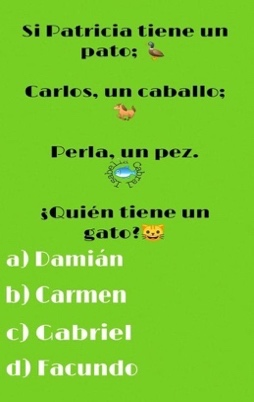 Si Patricia tiene un
pato; 🦆
Carlos, un caballo;
🐎
Perla, un pez.
🐟
¿Quién tiene un
gato?😺
a) Damián
b) Carmen
c) Gabriel
d) Facundo